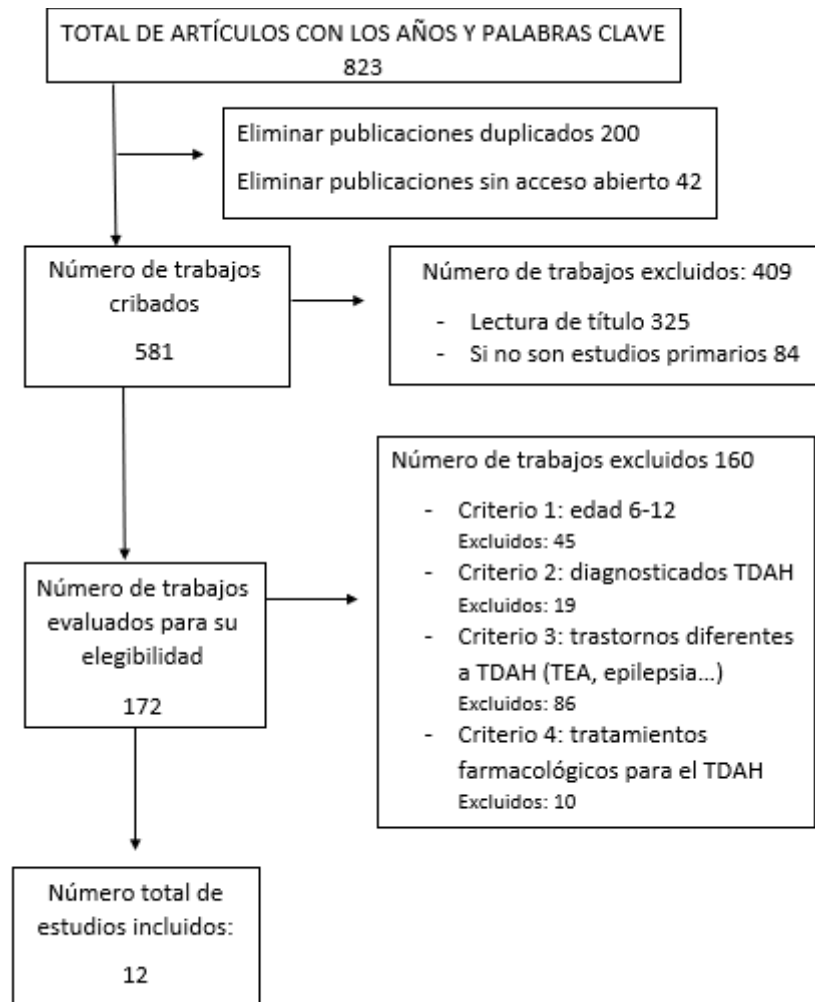 TOTAL DE ARTÍCULOS CON LOS AÑOS Y PALABRAS CLAVE
823
Eliminar publicaciones duplicados 200
Eliminar publicaciones sin acceso abierto 42
Número de trabajos
cribados
581
Número de trabajos excluidos: 409
- Lectura de título 325
- Si no son estudios primarios 84
Número de trabajos excluidos 160
- Criterio 1: edad 6-12
Excluidos: 45
- Criterio 2: diagnosticados TDAH
Excluidos: 19
- Criterio 3: trastornos diferentes
a TDAH (TEA, epilepsia...)
Excluidos: 86
- Criterio 4: tratamientos
farmacológicos para el TDAH
Excluidos: 10
Número de trabajos
evaluados para su
elegibilidad
172
Número total de
estudios incluidos:
12